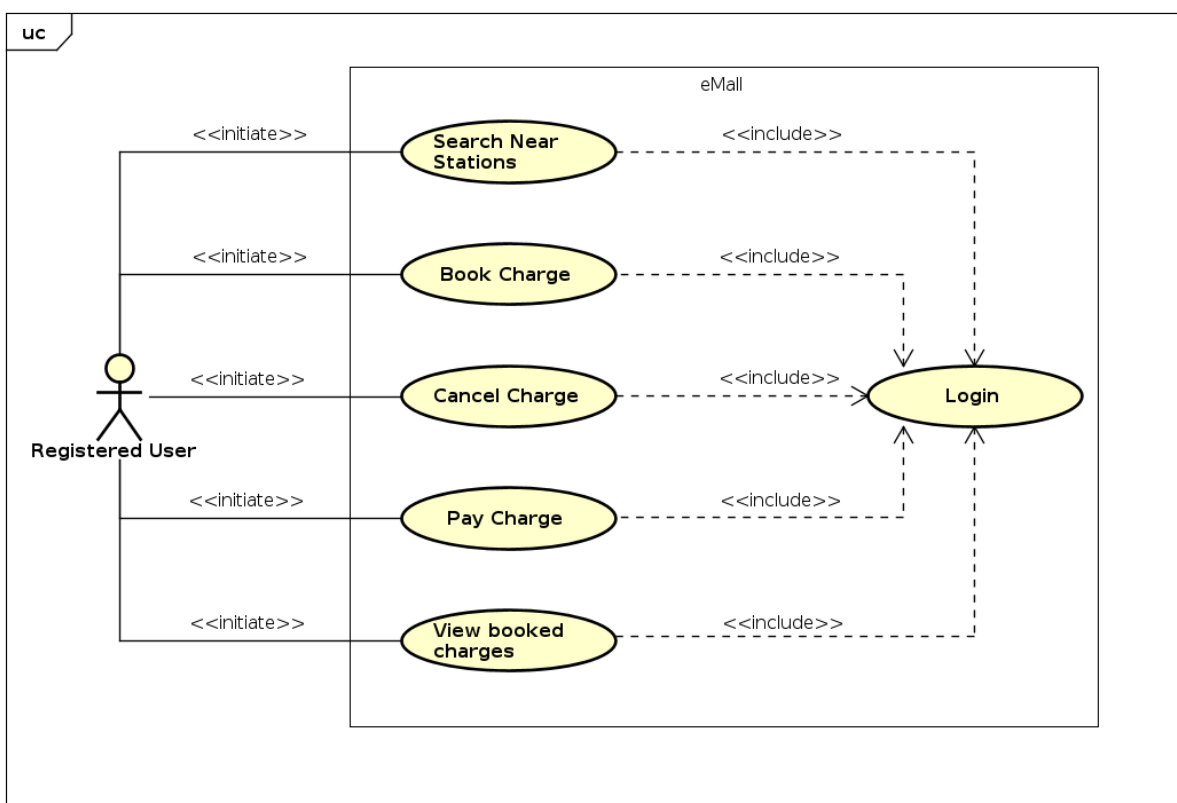 uc
eMall
<<initiate>>
Search Near
Stations
<<include>>
<<initiate>>
Book Charge
<<include>>
<<initiate>>
Cancel Charge
<<include>>
Login
Registered User
<<initiate>>
Pay Charge
<<include>>
<<initiate>>
View booked
charges
<<include>>